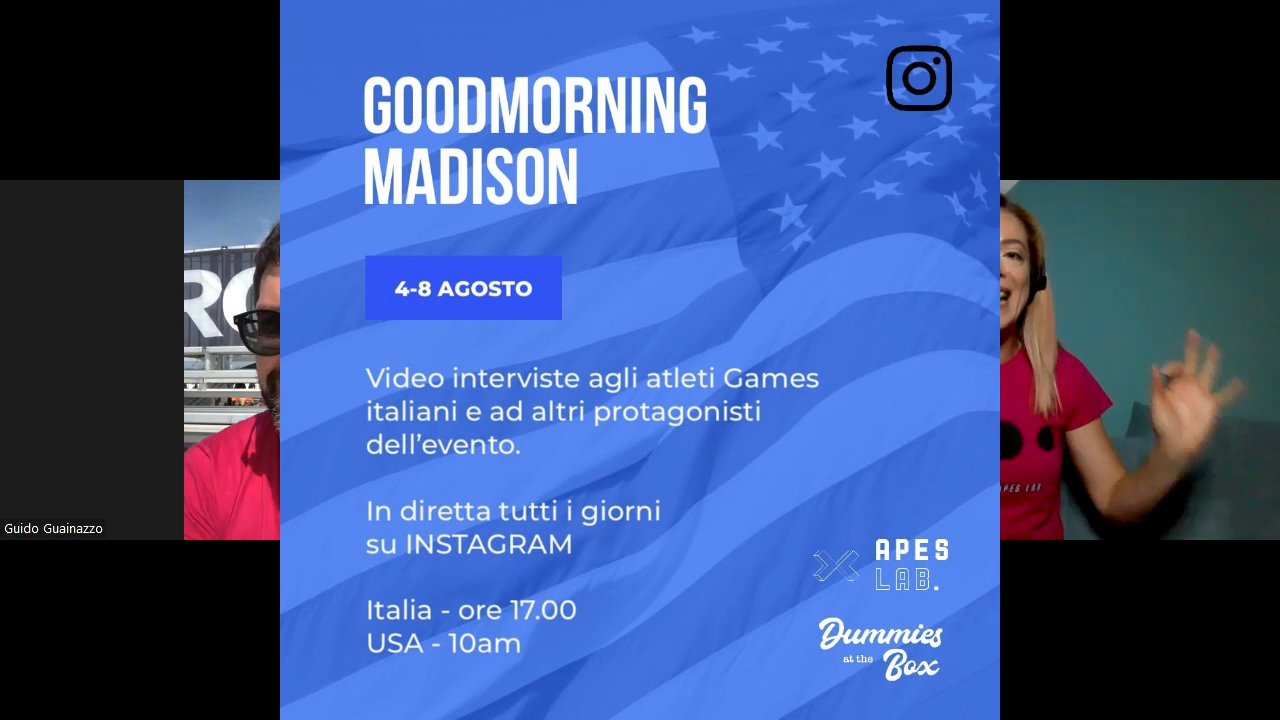 GOODMORNING
MADISON
4-8 AGOSTO
Video interviste agli atleti Games
italiani e ad altri protagonisti
dell’evento.
In diretta tutti i giorni
su INSTAGRAM
Italia - ore 17.00
USA - 10am
APES
LAB.
Dummies
at the
Box
Guido Guainazzo